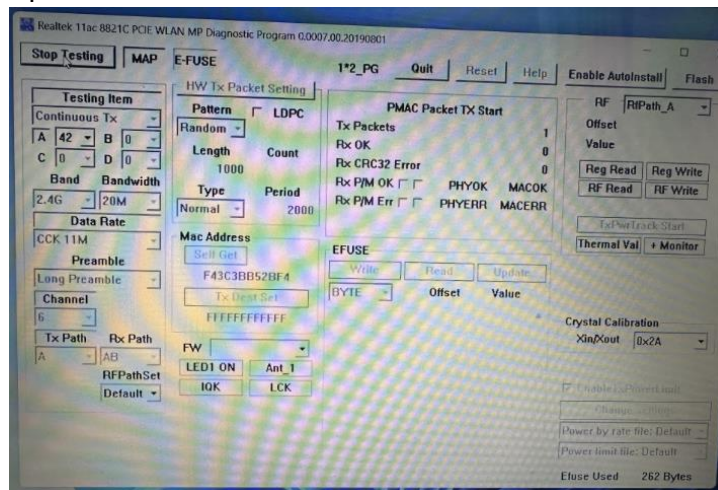 Realtek 11ac 8821C PCIE WLAN MP Diagnostic Program 0.0007.00.20190801
Stop Testing MAP E-FUSE 1*2_PG Quit Reset Help Enable AutoInstall Flash
Testing Item
Continuous Tx
A 42 B 0
C 0 D 0
Band Bandwidth
2.4G 20M
Data Rate
CCK 11M
Preamble
Long Preamble
Channel
6
Tx Path Rx Path
A AB
RFPathSet
Default
HW Tx Packet Setting
Pattern LDPC
Random
Length Count
1000
Type Period
Normal 2000
Mac Address
Self Get
F43C3BB52BF4
Tx Dest Set
FFFFFFFFFFFF
FW
LED1 ON Ant_1
IQK LCK
PMAC Packet TX Start
Tx Packets 1
Rx OK 0
Rx CRC32 Error 0
Rx P/M OK PHYOK MACOK
Rx P/M Err PHYERR MACERR
EFUSE
Write Read Update
BYTE Offset Value
RF RfPath_A
Offset
Value
Reg Read Reg Write
RF Read RF Write
TxPwrTrack Start
Thermal Val + Monitor
Crystal Calibration
Xin/Xout 0x2A
Enable TxPowerLimit
Power by rate file: Default
Power limit file: Default
Efuse Used 262 Bytes